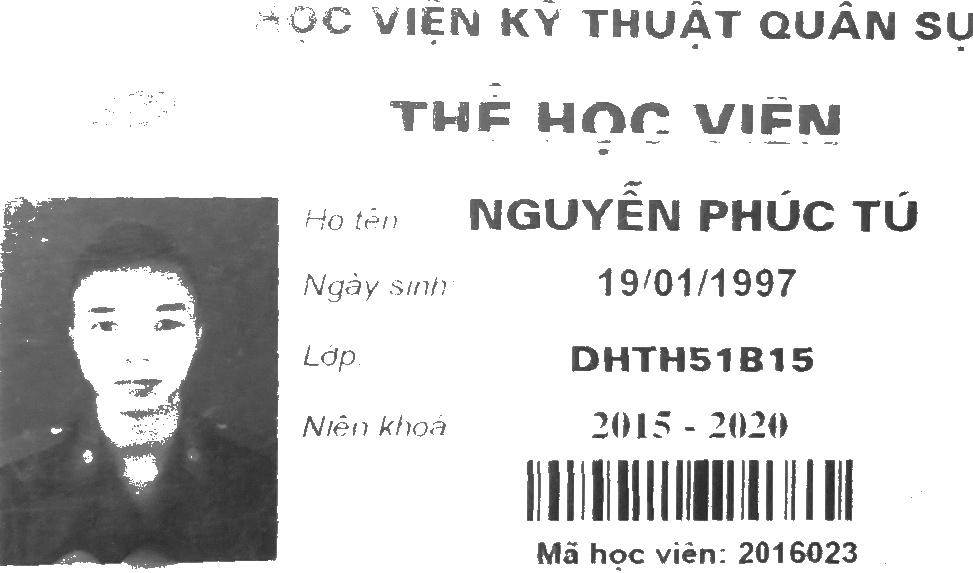 HỌC VIỆN KỸ THUẬT QUÂN SỰ
THẺ HỌC VIÊN
Họ tên NGUYỄN PHÚC TÚ
Ngày sinh 19/01/1997
Lớp DHTH51B15
Niên khoá 2015 - 2020
Mã học viên: 2016023